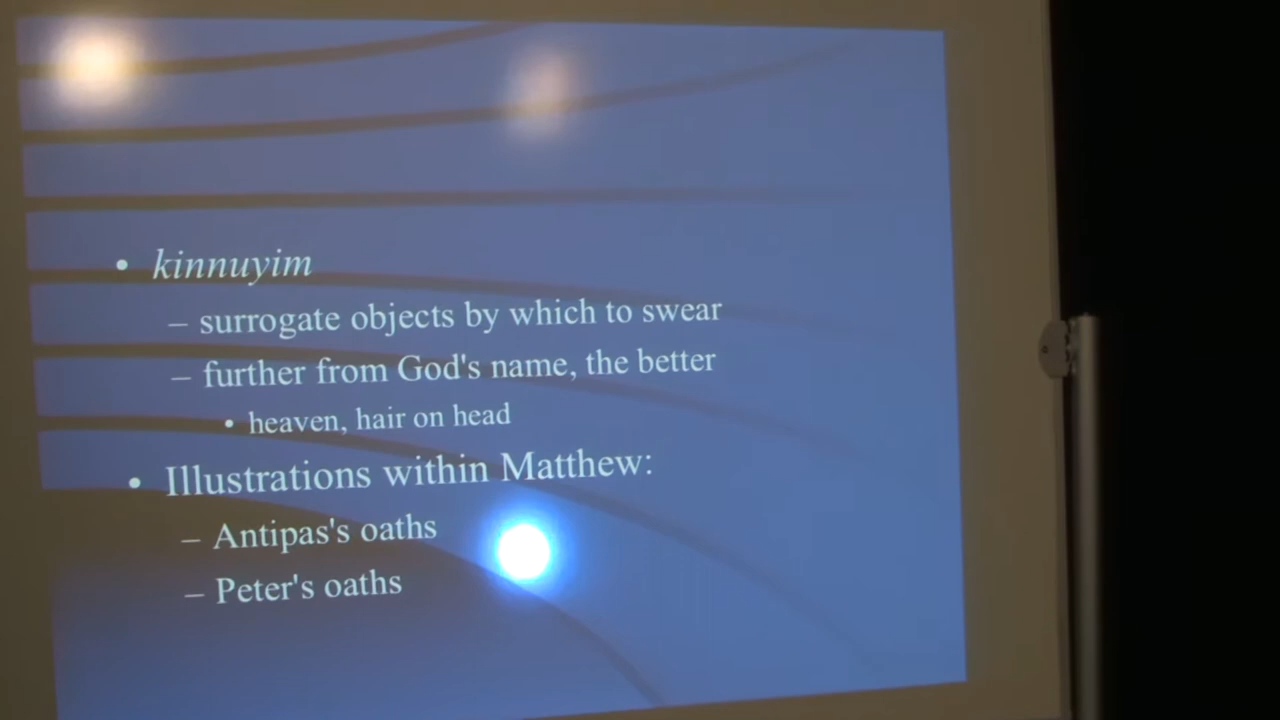 • kinnuyim
– surrogate objects by which to swear
– further from God's name, the better
• heaven, hair on head
• Illustrations within Matthew:
– Antipas's oaths
– Peter's oaths